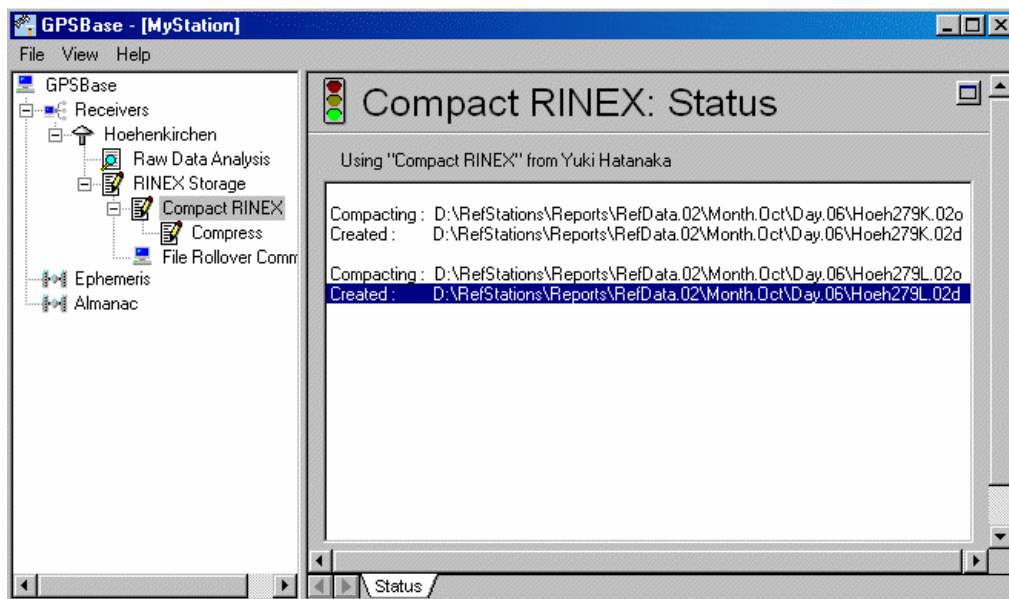 GPSBase - [MyStation]
File View Help
GPSBase
Receivers
Hoehenkirchen
Raw Data Analysis
RINEX Storage
Compact RINEX
Compress
File Rollover Comm
Ephemeris
Almanac
Compact RINEX: Status
Using "Compact RINEX" from Yuki Hatanaka
Compacting : D:\RefStations\Reports\RefData.02\Month.Oct\Day.06\Hoeh279K.02o
Created : D:\RefStations\Reports\RefData.02\Month.Oct\Day.06\Hoeh279K.02d
Compacting : D:\RefStations\Reports\RefData.02\Month.Oct\Day.06\Hoeh279L.02o
Created : D:\RefStations\Reports\RefData.02\Month.Oct\Day.06\Hoeh279L.02d
Status